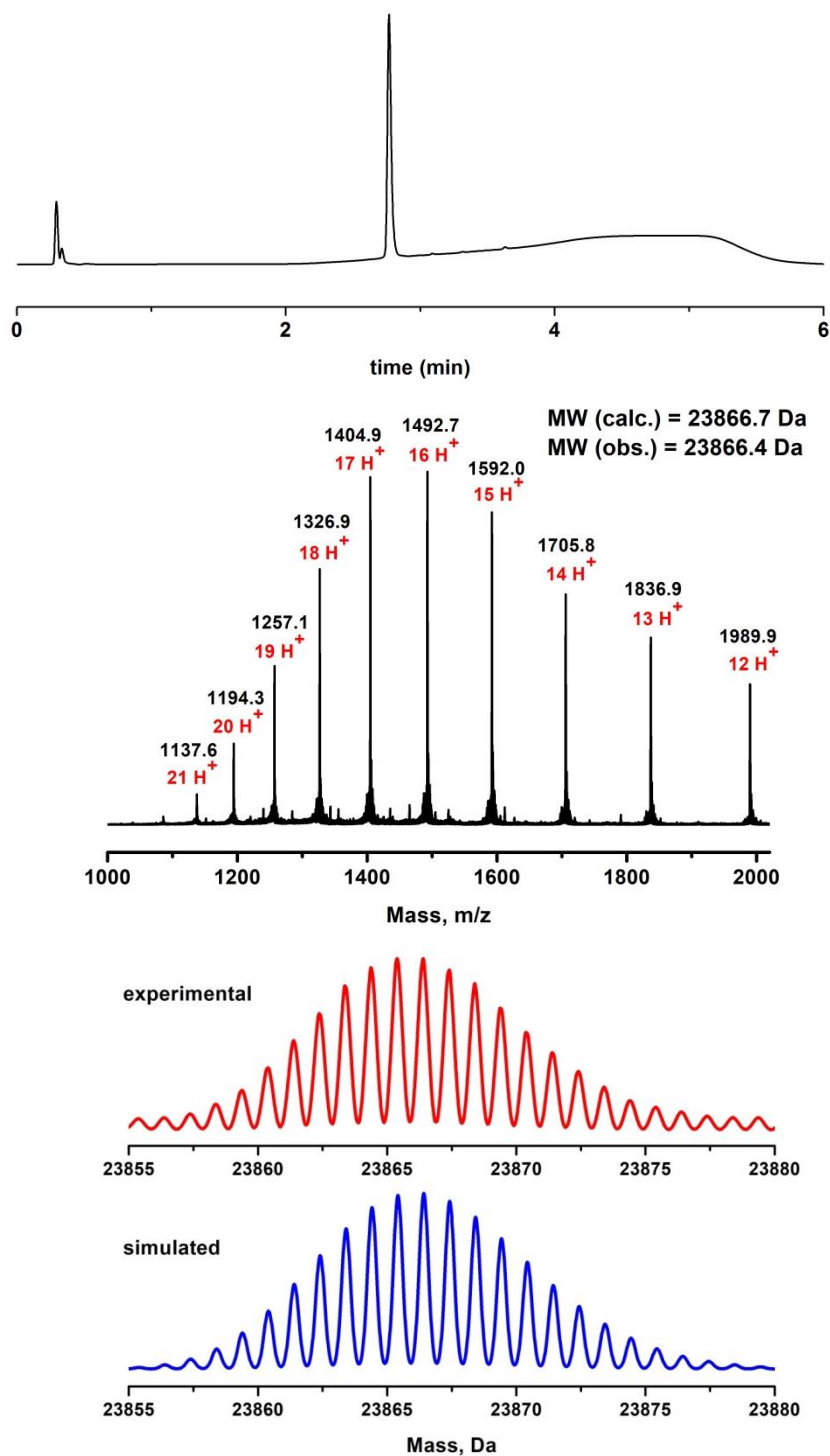 0 2 4 6
time (min)
MW (calc.) = 23866.7 Da
MW (obs.) = 23866.4 Da
1137.6
21 H+
1194.3
20 H+
1257.1
19 H+
1326.9
18 H+
1404.9
17 H+
1492.7
16 H+
1592.0
15 H+
1705.8
14 H+
1836.9
13 H+
1989.9
12 H+
1000 1200 1400 1600 1800 2000
Mass, m/z
experimental
23855 23860 23865 23870 23875 23880
simulated
23855 23860 23865 23870 23875 23880
Mass, Da